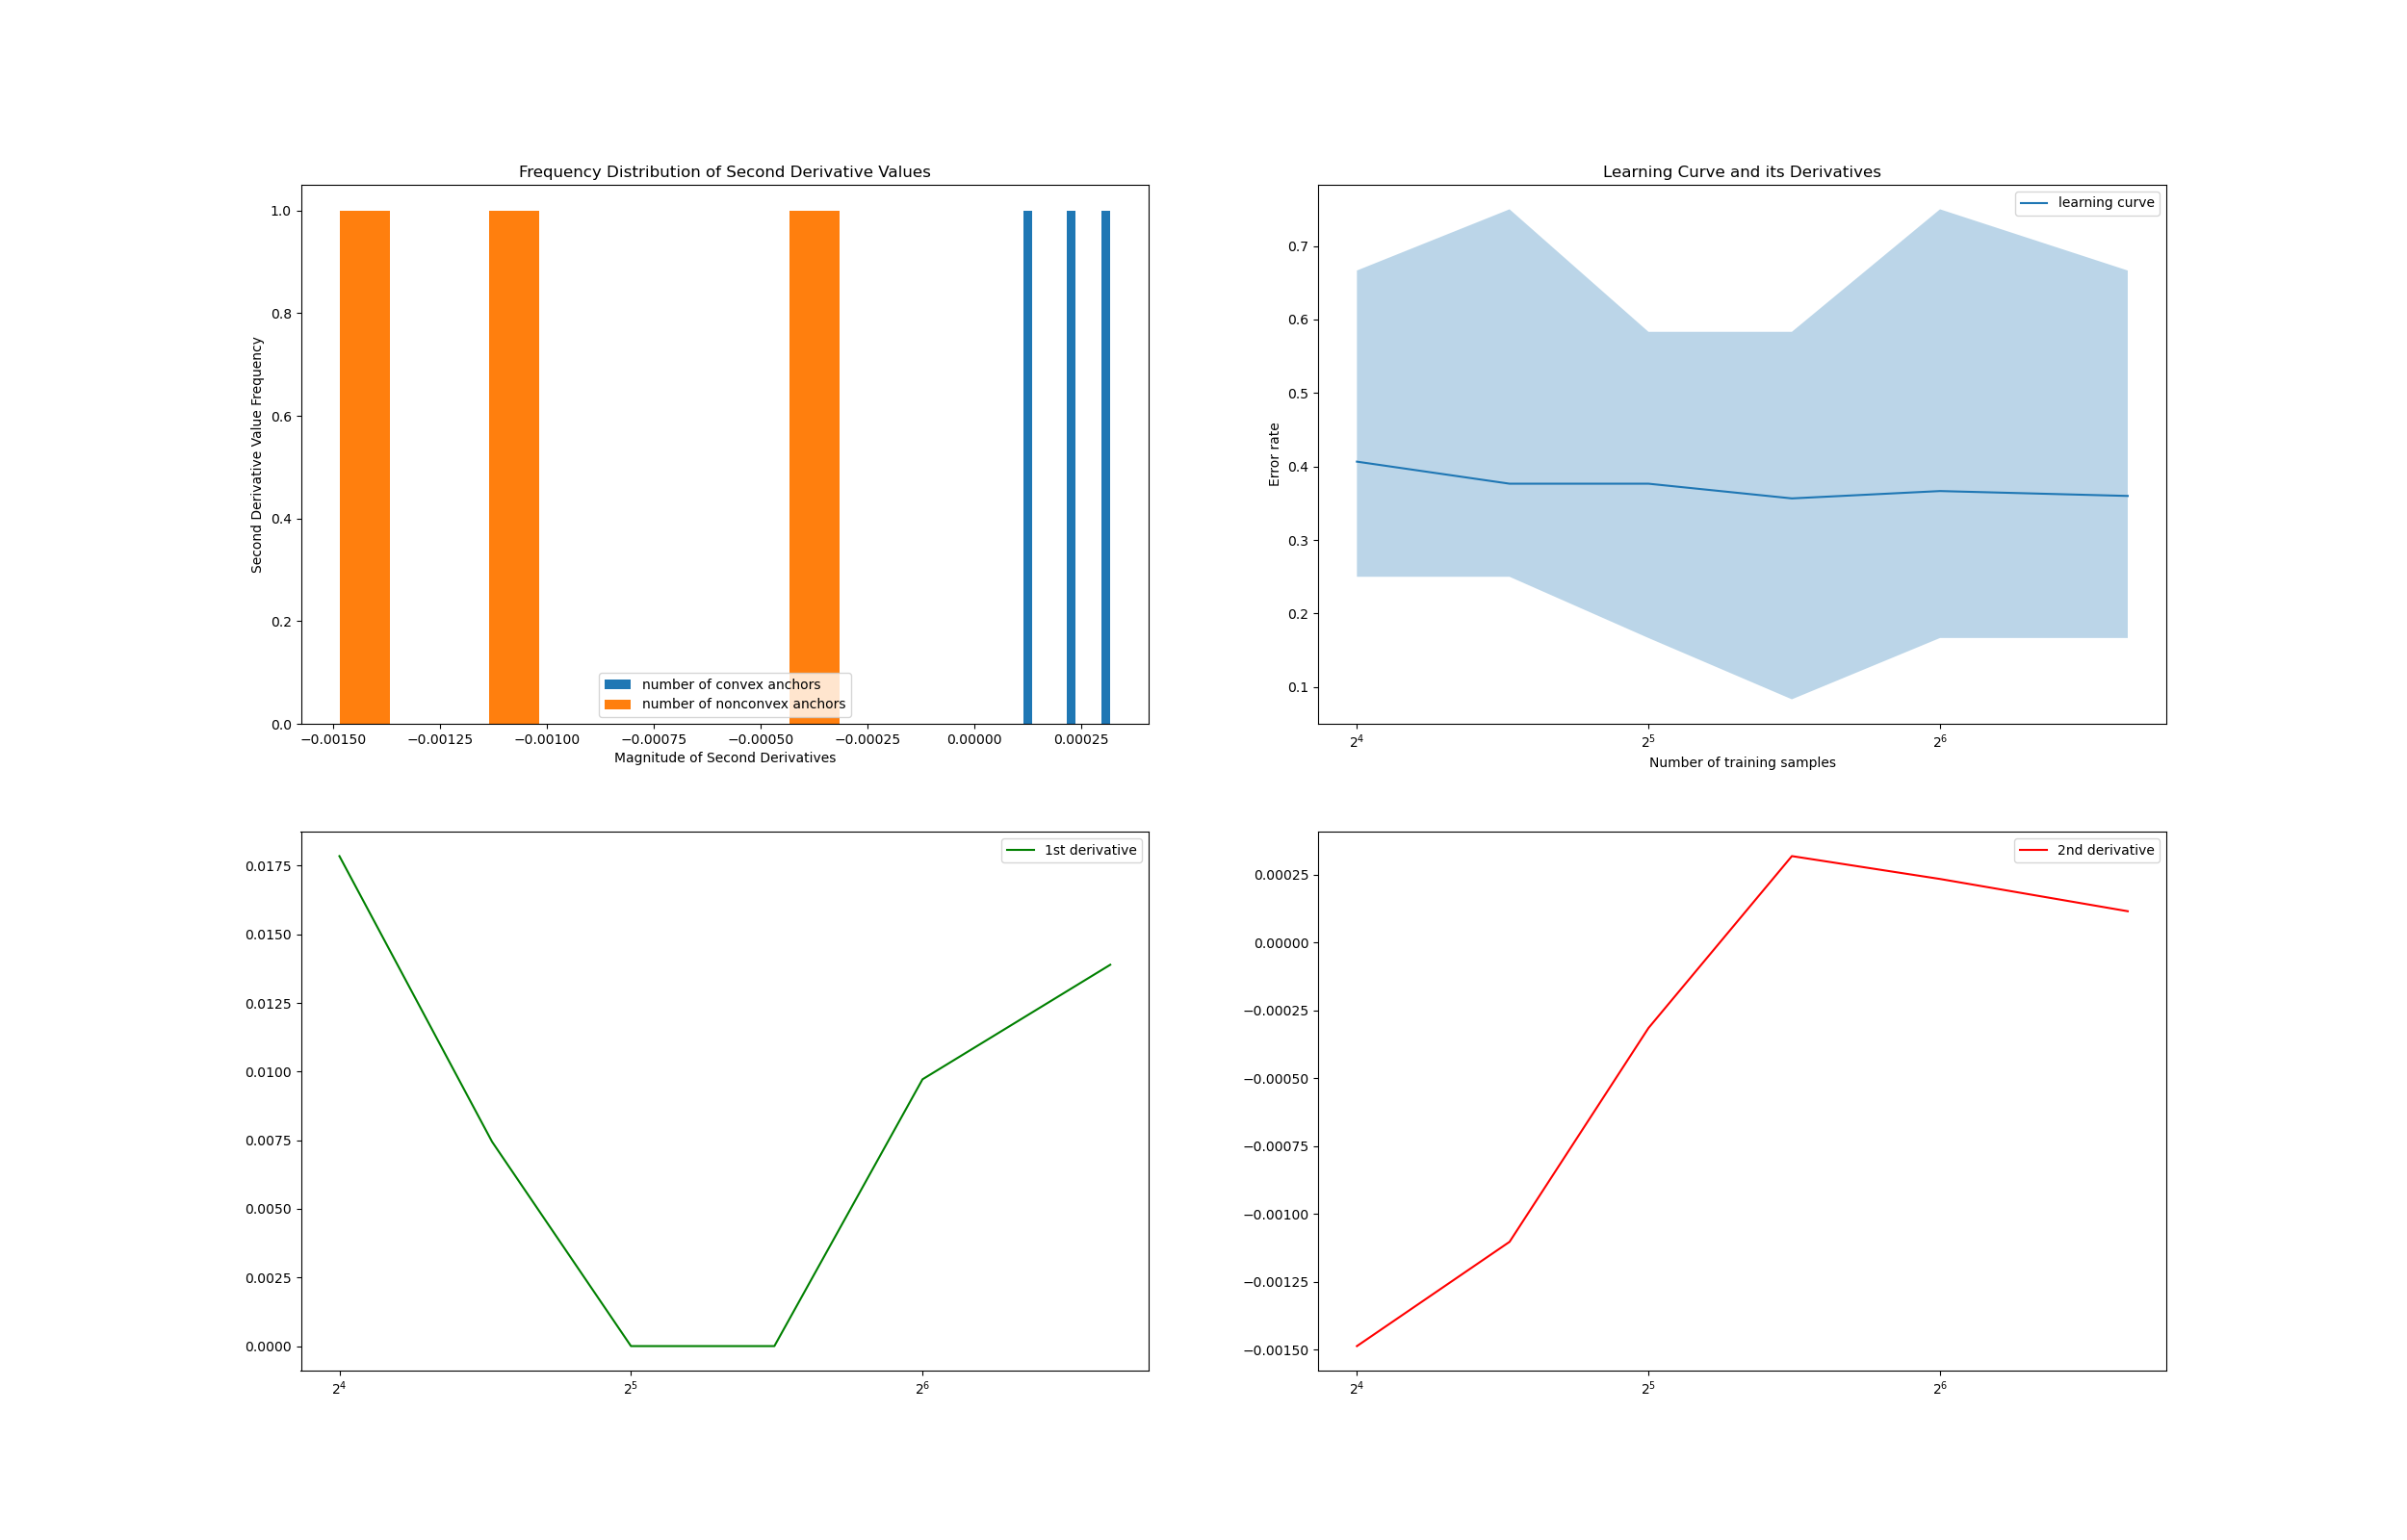 Frequency Distribution of Second Derivative Values
Second Derivative Value Frequency
1.0
0.8
0.6
0.4
0.2
0.0
number of convex anchors
number of nonconvex anchors
−0.00150 −0.00125 −0.00100 −0.00075 −0.00050 −0.00025 0.00000 0.00025
Magnitude of Second Derivatives
Learning Curve and its Derivatives
learning curve
Error rate
0.7
0.6
0.5
0.4
0.3
0.2
0.1
2⁴ 2⁵ 2⁶
Number of training samples
1st derivative
0.0175
0.0150
0.0125
0.0100
0.0075
0.0050
0.0025
0.0000
2⁴ 2⁵ 2⁶
2nd derivative
0.00025
0.00000
−0.00025
−0.00050
−0.00075
−0.00100
−0.00125
−0.00150
2⁴ 2⁵ 2⁶